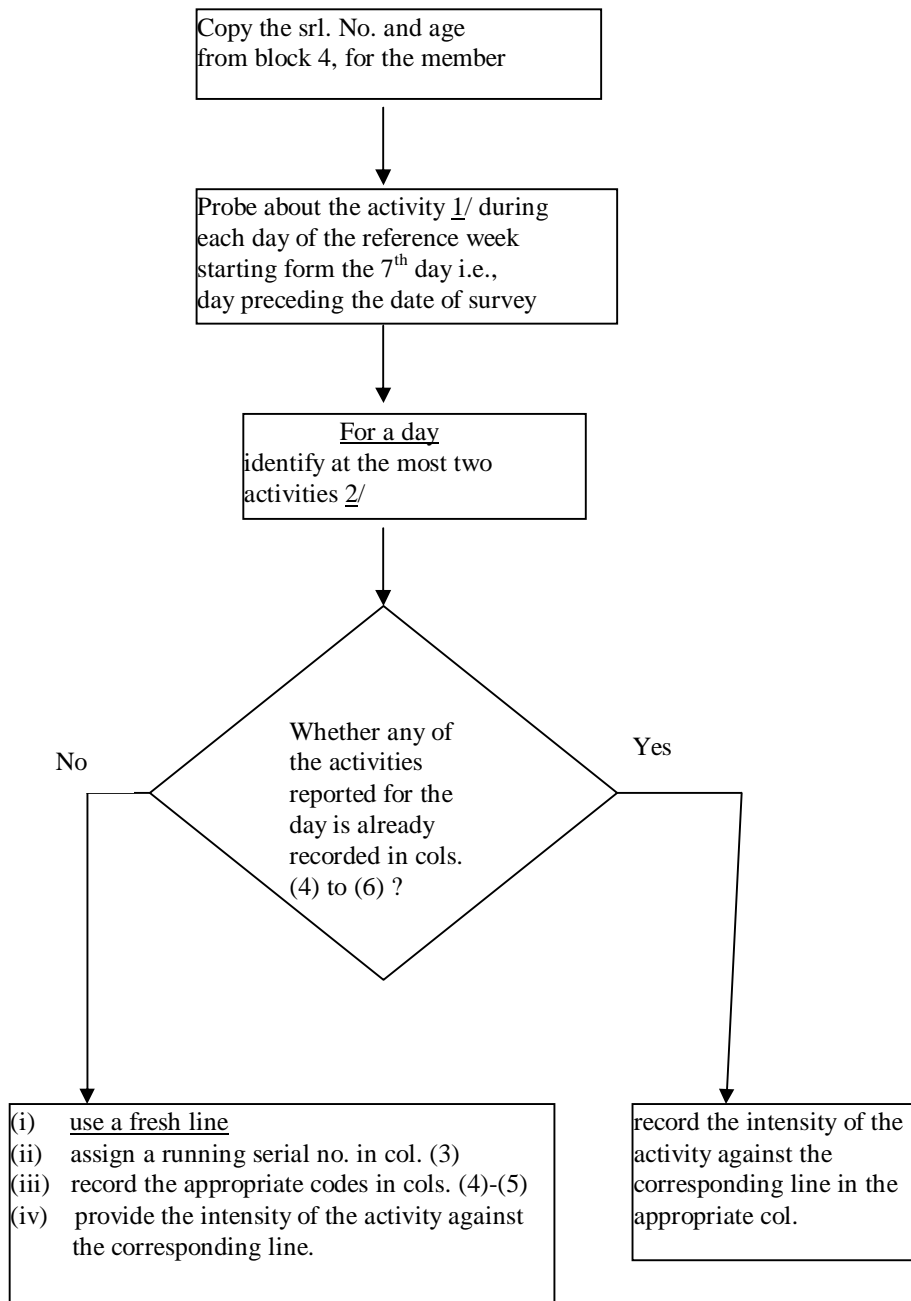 Copy the srl. No. and age
from block 4, for the member
Probe about the activity 1/ during
each day of the reference week
starting form the 7th day i.e.,
day preceding the date of survey
For a day
identify at the most two
activities 2/
Whether any of
the activities
reported for the
day is already
recorded in cols.
(4) to (6) ?
No
Yes
(i) use a fresh line
(ii) assign a running serial no. in col. (3)
(iii) record the appropriate codes in cols. (4)-(5)
(iv) provide the intensity of the activity against
the corresponding line.
record the intensity of the
activity against the
corresponding line in the
appropriate col.